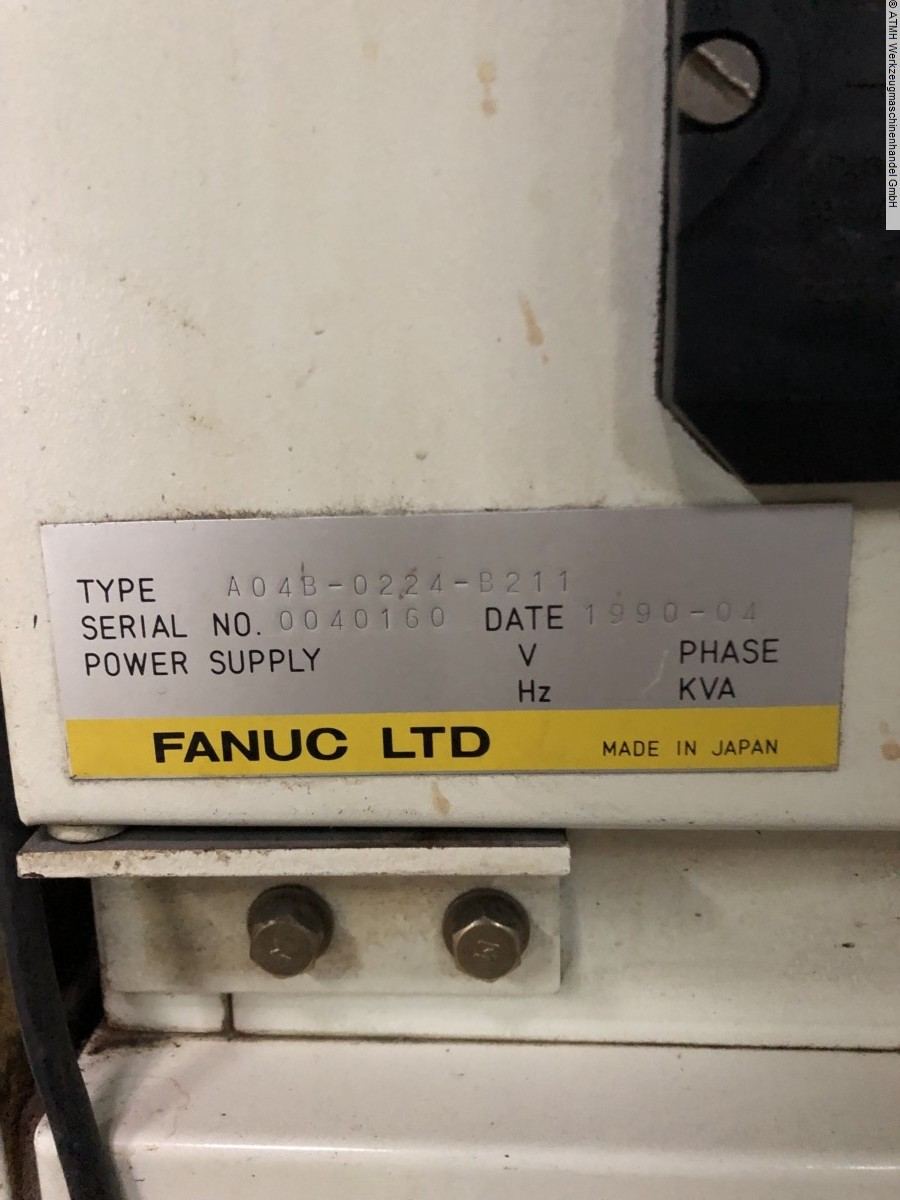 © ATMH Werkzeugmaschinenhandel GmbH
TYPE A04B-0224-B211
SERIAL NO. 0040160 DATE 1990-04
POWER SUPPLY V PHASE
Hz KVA
FANUC LTD MADE IN JAPAN